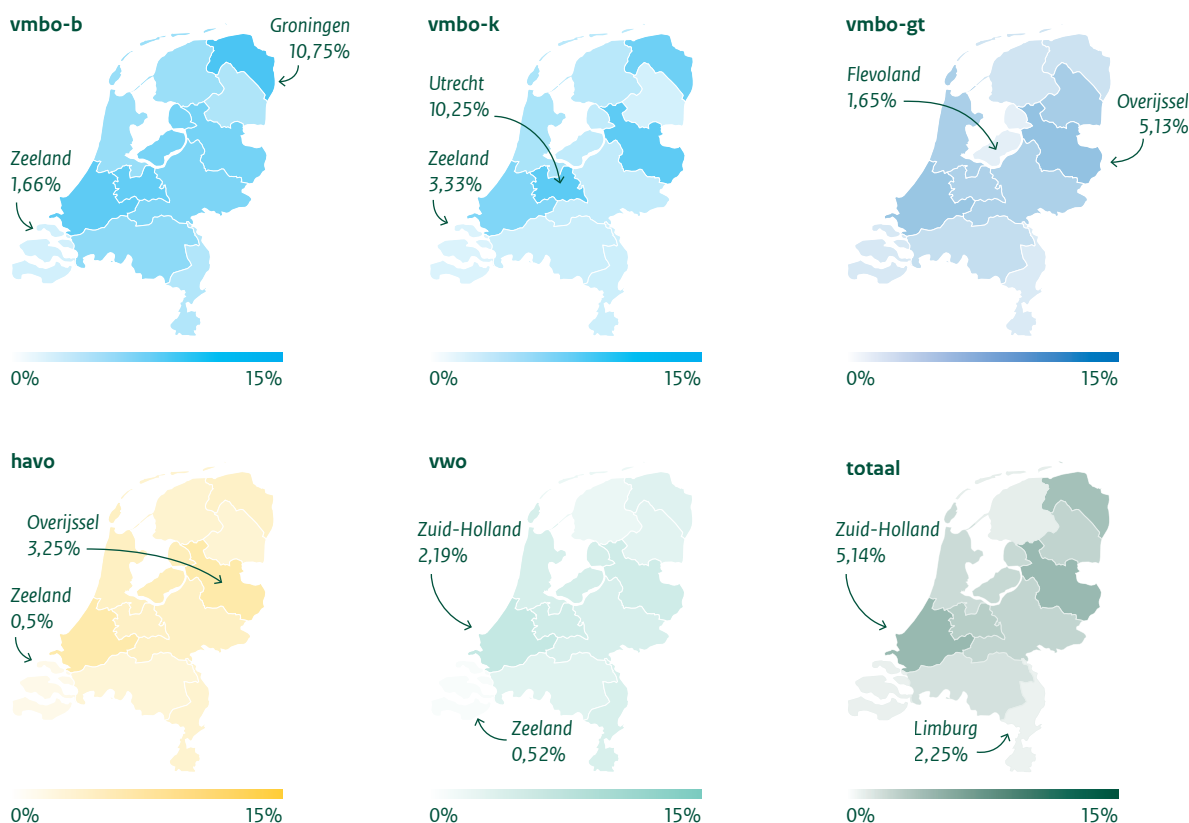 vmbo-b
Groningen
10,75%
Zeeland
1,66%
0%
15%
vmbo-k
Utrecht
10,25%
Zeeland
3,33%
0%
15%
vmbo-gt
Flevoland
1,65%
Overijssel
5,13%
0%
15%
havo
Overijssel
3,25%
Zeeland
0,5%
0%
15%
vwo
Zuid-Holland
2,19%
Zeeland
0,52%
0%
15%
totaal
Zuid-Holland
5,14%
Limburg
2,25%
0%
15%